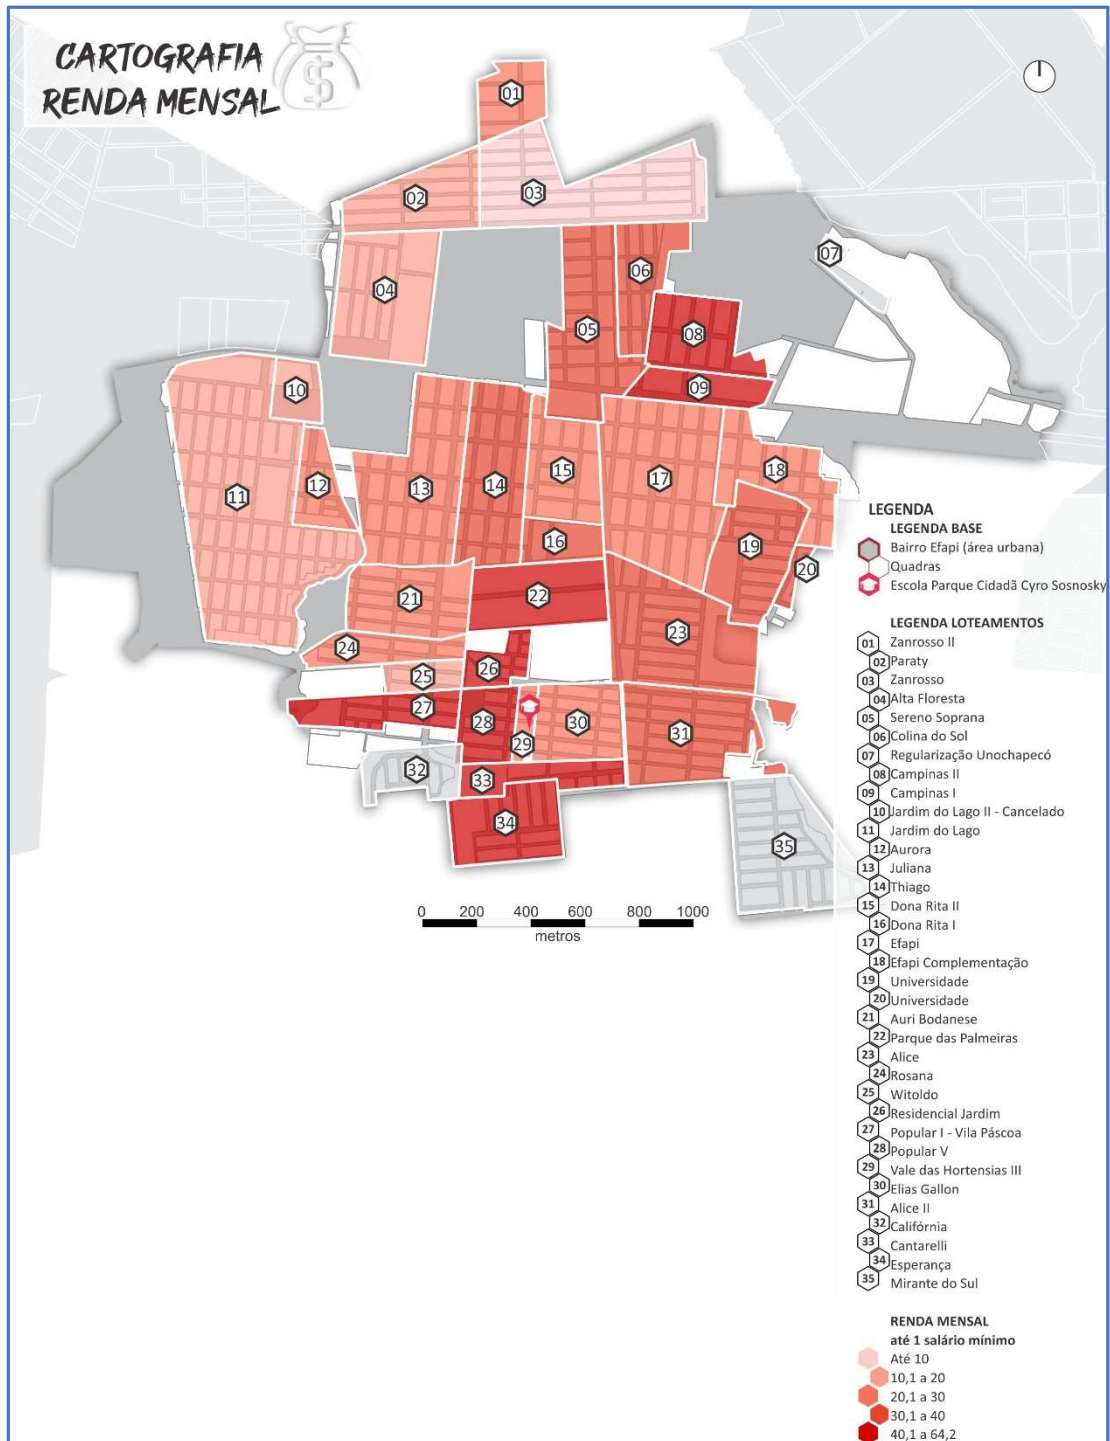 CARTOGRAFIA
RENDA MENSAL
$
01
02
03
04
05
06
07
08
09
10
11
12
13
14
15
16
17
18
19
20
21
22
23
24
25
26
27
28
29
30
31
32
33
34
35
0 200 400 600 800 1000
metros
LEGENDA
LEGENDA BASE
Bairro Efapi (área urbana)
Quadras
Escola Parque Cidadã Cyro Sosnosky
LEGENDA LOTEAMENTOS
01 Zanrosso II
02 Paraty
03 Zanrosso
04 Alta Floresta
05 Sereno Soprana
06 Colina do Sol
07 Regularização Unochapecó
08 Campinas II
09 Campinas I
10 Jardim do Lago II - Cancelado
11 Jardim do Lago
12 Aurora
13 Juliana
14 Thiago
15 Dona Rita II
16 Dona Rita I
17 Efapi
18 Efapi Complementação
19 Universidade
20 Universidade
21 Auri Bodanese
22 Parque das Palmeiras
23 Alice
24 Rosana
25 Witoldo
26 Residencial Jardim
27 Popular I - Vila Páscoa
28 Popular V
29 Vale das Hortensias III
30 Elias Gallon
31 Alice II
32 Califórnia
33 Cantarelli
34 Esperança
35 Mirante do Sul
RENDA MENSAL
até 1 salário mínimo
Até 10
10,1 a 20
20,1 a 30
30,1 a 40
40,1 a 64,2